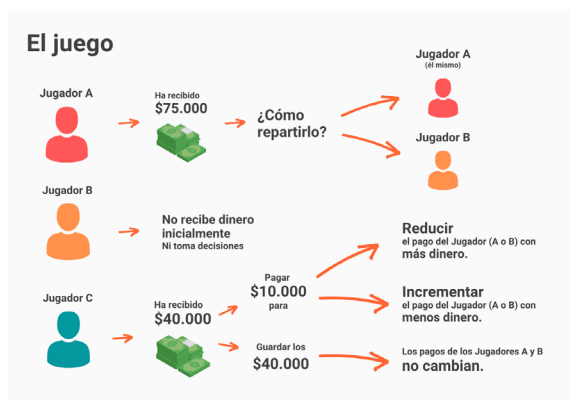 El juego
Jugador A
Ha recibido
$75.000
¿Cómo
repartirlo?
Jugador A
(él mismo)
Jugador B
Jugador B
No recibe dinero
inicialmente
Ni toma decisiones
Jugador C
Ha recibido
$40.000
Pagar
$10.000
para
Reducir
el pago del Jugador (A o B) con
más dinero.
Incrementar
el pago del Jugador (A o B) con
menos dinero.
Guardar los
$40.000
Los pagos de los Jugadores A y B
no cambian.